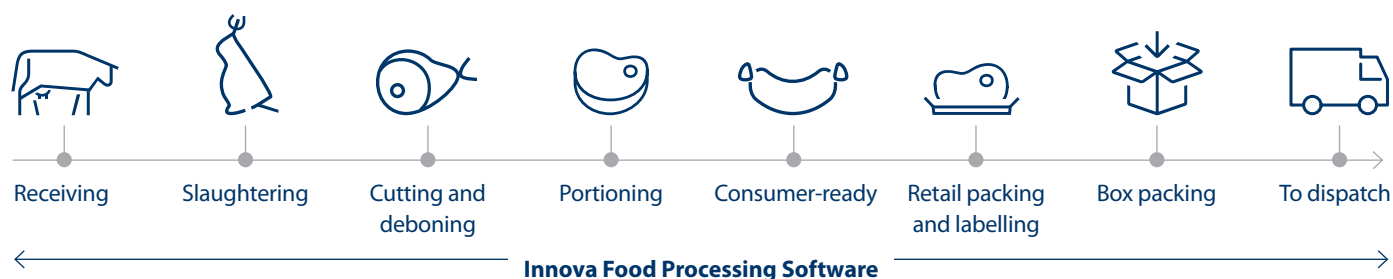 Receiving
Slaughtering
Cutting and
deboning
Portioning
Consumer-ready
Retail packing
and labelling
Box packing
To dispatch
Innova Food Processing Software